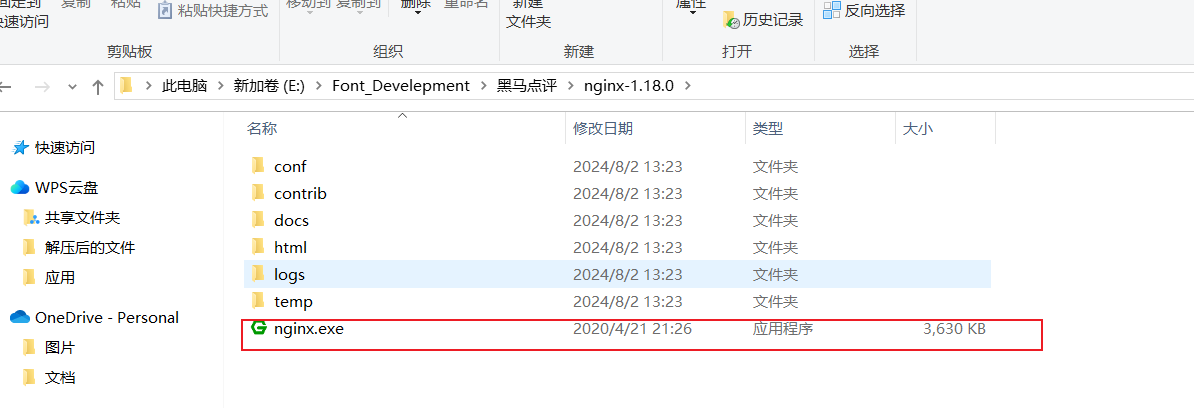 固定到 复制 粘贴 移动到 复制到 删除 重命名 新建 属性
快速访问 粘贴快捷方式 文件夹 历史记录 反向选择
剪贴板 组织 新建 打开 选择
此电脑 新加卷 (E:) Font_Develepment 黑马点评 nginx-1.18.0
名称 修改日期 类型 大小
快速访问
WPS云盘
共享文件夹
解压后的文件
应用
OneDrive - Personal
图片
文档
conf 2024/8/2 13:23 文件夹
contrib 2024/8/2 13:23 文件夹
docs 2024/8/2 13:23 文件夹
html 2024/8/2 13:23 文件夹
logs 2024/8/2 13:23 文件夹
temp 2024/8/2 13:23 文件夹
nginx.exe 2020/4/21 21:26 应用程序 3,630 KB